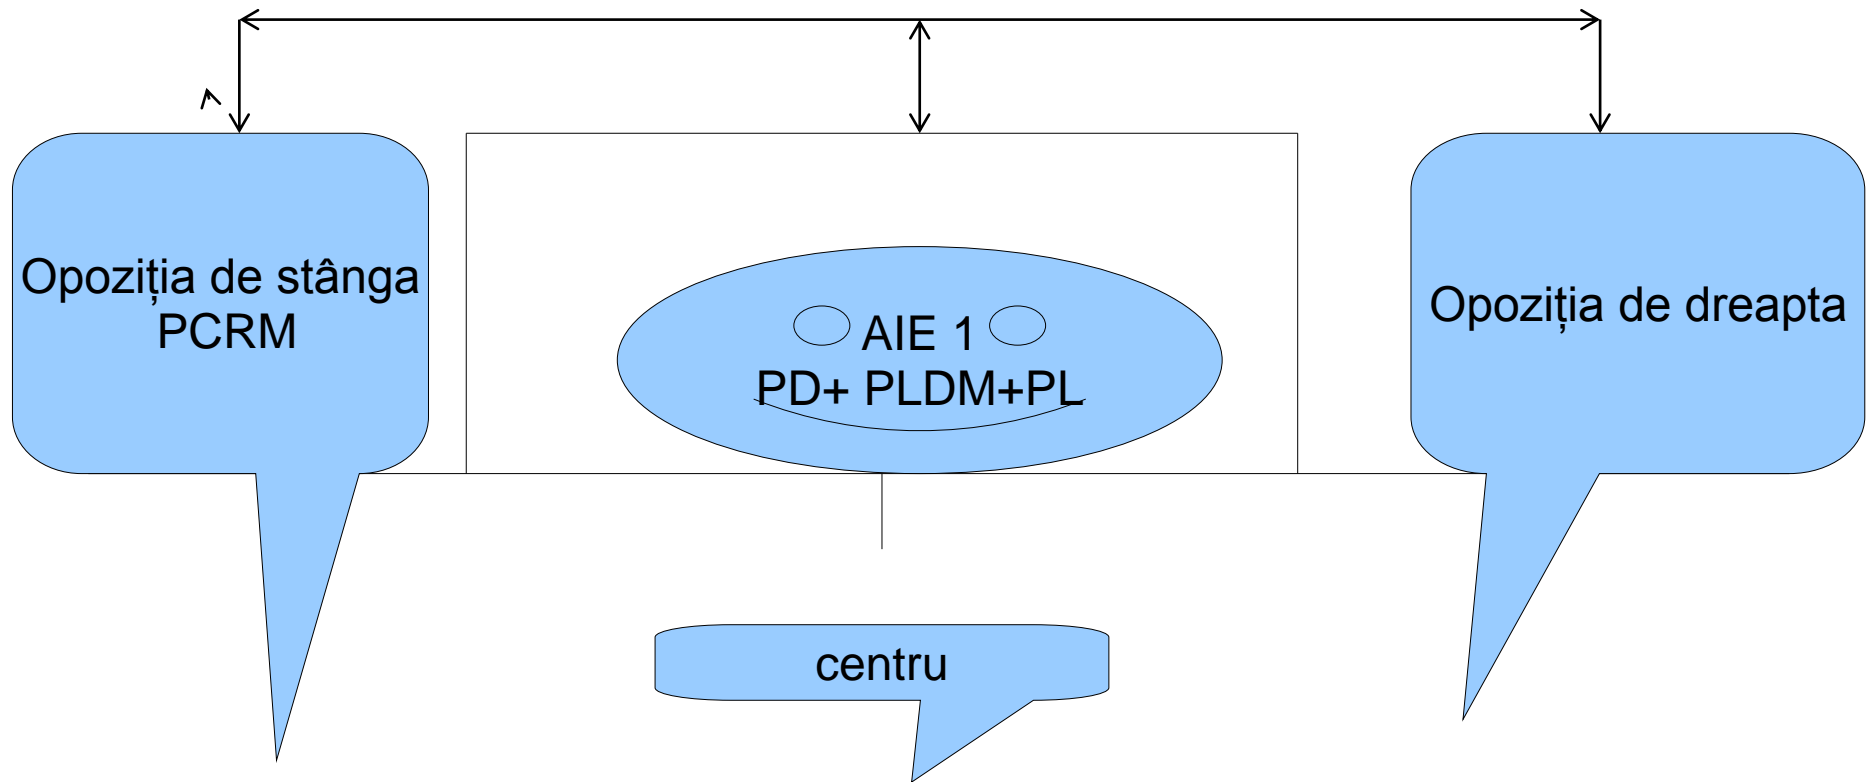 Opoziția de stânga
PCRM
AIE 1
PD+ PLDM+PL
Opoziția de dreapta
centru